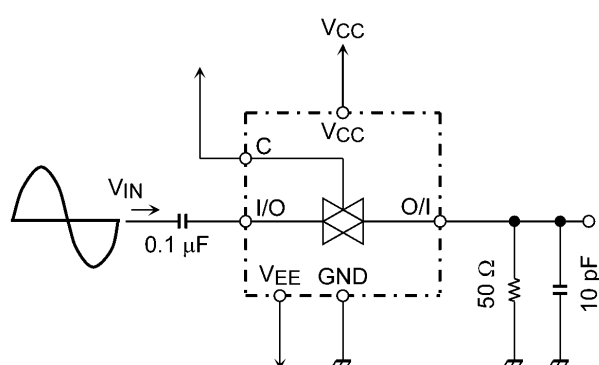 VCC
VCC
C
VIN
I/O
O/I
0.1 μF
VEE
GND
50 Ω
10 pF